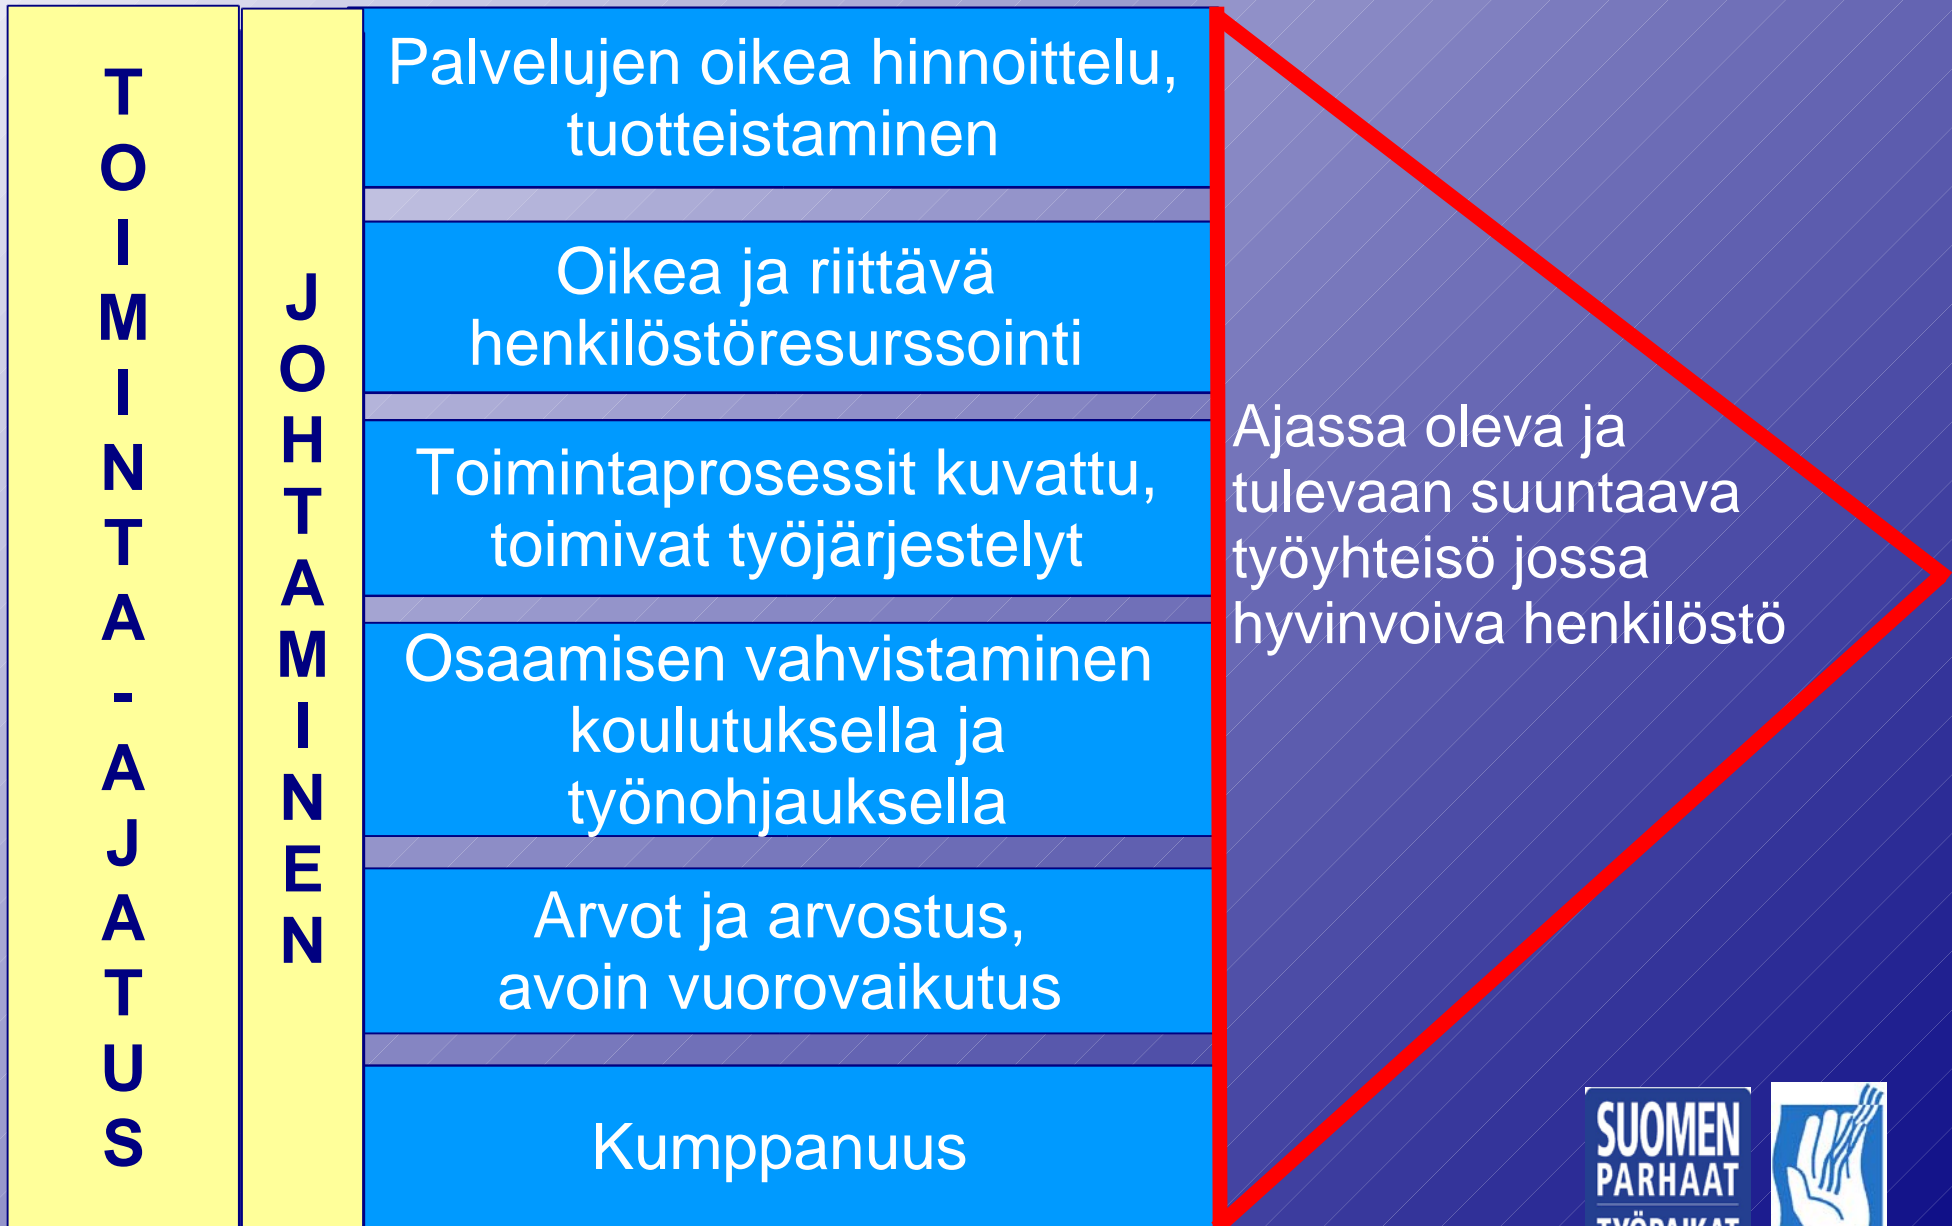 TOIMINTA-AJATUS
JOHTAMINEN
Palvelujen oikea hinnoittelu,
tuotteistaminen
Oikea ja riittävä
henkilöstöresurssointi
Toimintaprosessit kuvattu,
toimivat työjärjestelyt
Osaamisen vahvistaminen
koulutuksella ja
työnohjauksella
Arvot ja arvostus,
avoin vuorovaikutus
Kumppanuus
Ajassa oleva ja
tulevaan suuntaava
työyhteisö jossa
hyvinvoiva henkilöstö
SUOMEN
PARHAAT
TYÖPAIKAT